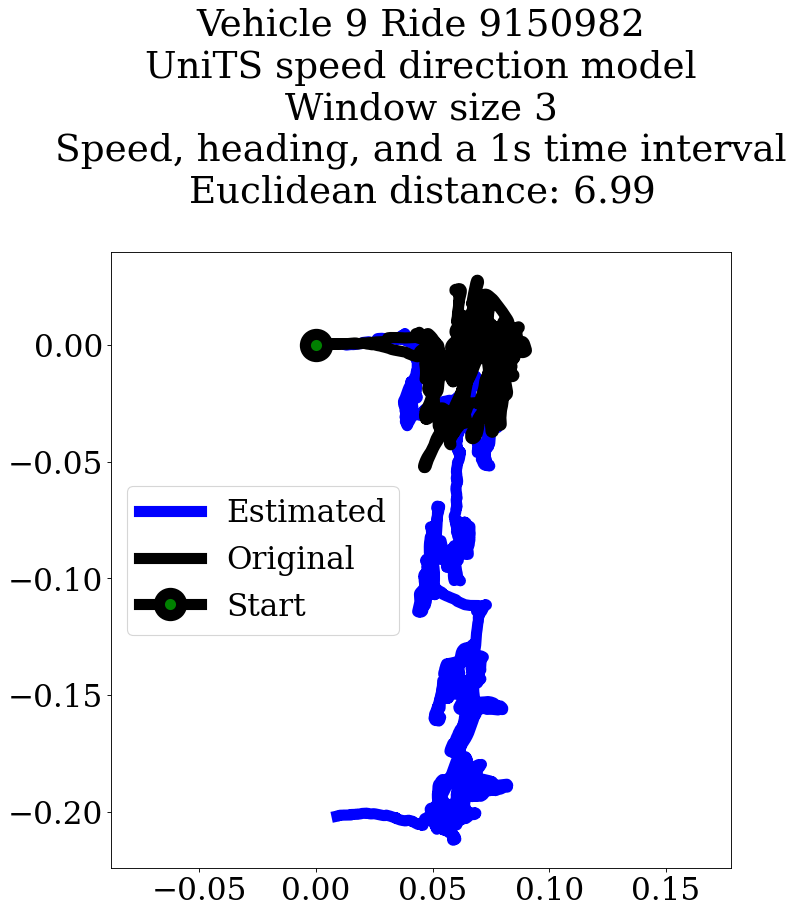 Vehicle 9 Ride 9150982
UniTS speed direction model
Window size 3
Speed, heading, and a 1s time interval
Euclidean distance: 6.99
0.00
−0.05
−0.10
−0.15
−0.20
Estimated
Original
Start
−0.05 0.00 0.05 0.10 0.15